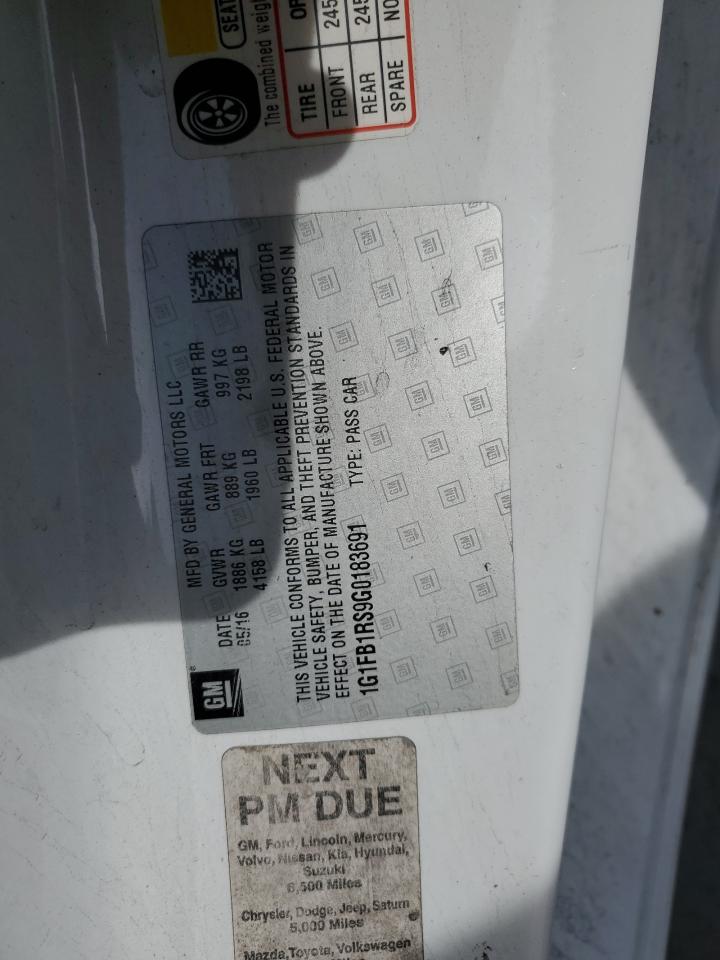 SEAT
The combined weigh
TIRE OR
FRONT 245
REAR 245
SPARE NO
MFD BY GENERAL MOTORS LLC
DATE GVWR GAWR FRT GAWR RR
05/16 1886 KG 889 KG 997 KG
4158 LB 1960 LB 2198 LB
THIS VEHICLE CONFORMS TO ALL APPLICABLE U.S. FEDERAL MOTOR
VEHICLE SAFETY, BUMPER, AND THEFT PREVENTION STANDARDS IN
EFFECT ON THE DATE OF MANUFACTURE SHOWN ABOVE.
1G1FB1RS9G0183691 TYPE: PASS CAR
GM
NEXT
PM DUE
GM, Ford, Lincoln, Mercury,
Volvo, Nissan, Kia, Hyundai,
Suzuki
6,500 Miles
Chrysler, Dodge, Jeep, Saturn
5,000 Miles
Mazda, Toyota, Volkswagen